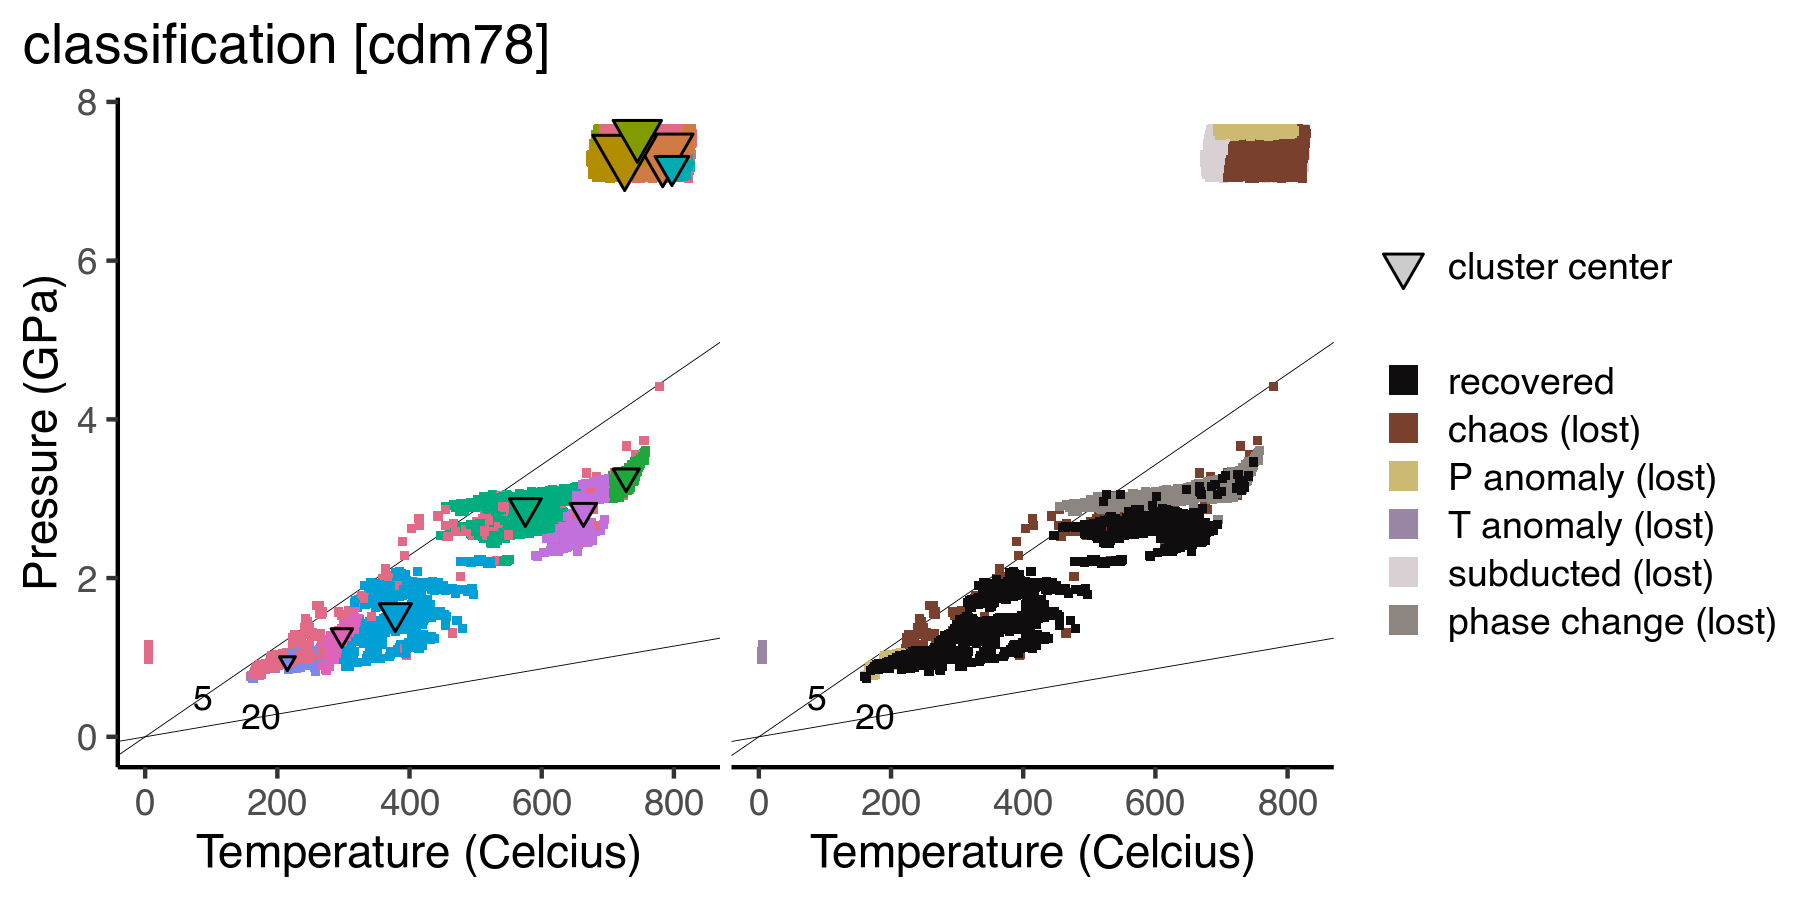 classification [cdm78]
8
6
4
2
0
Pressure (GPa)
5
20
0
200
400
600
800
Temperature (Celcius)
5
20
0
200
400
600
800
Temperature (Celcius)
cluster center
recovered
chaos (lost)
P anomaly (lost)
T anomaly (lost)
subducted (lost)
phase change (lost)